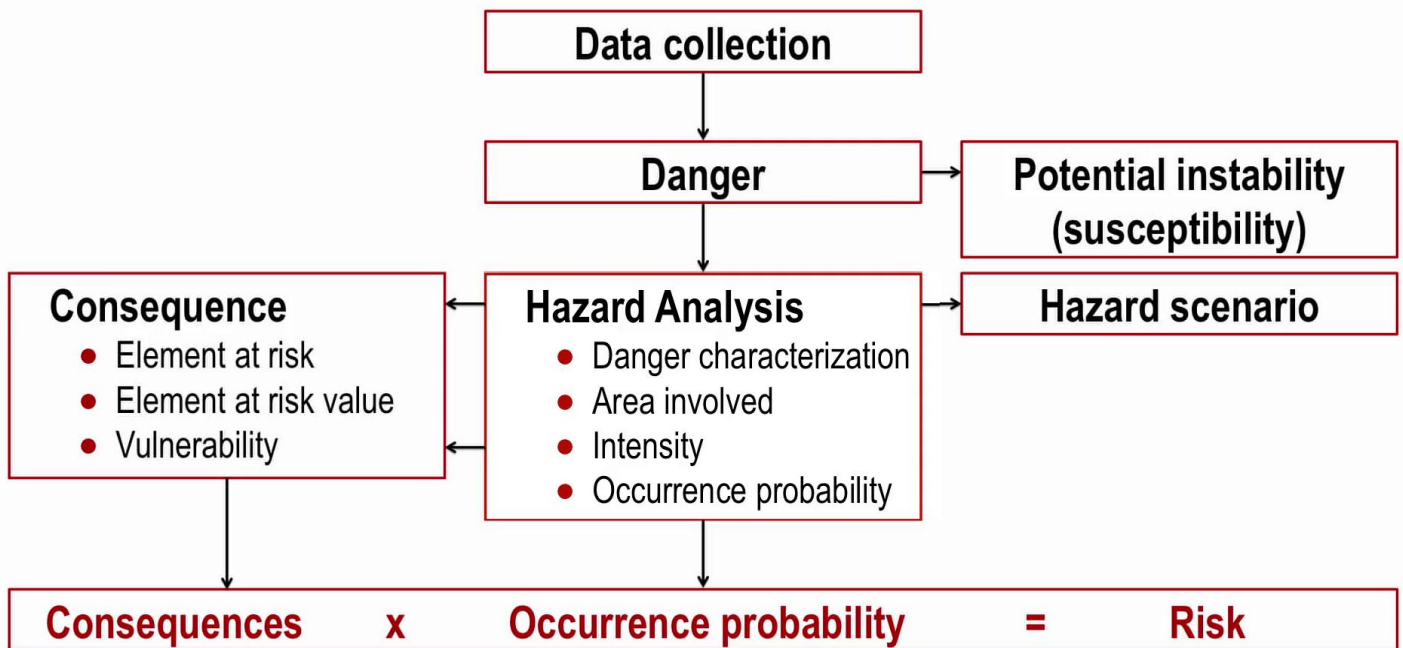 Data collection
Danger
Potential instability
(susceptibility)
Consequence
● Element at risk
● Element at risk value
● Vulnerability
Hazard Analysis
● Danger characterization
● Area involved
● Intensity
● Occurrence probability
Hazard scenario
Consequences x Occurrence probability = Risk